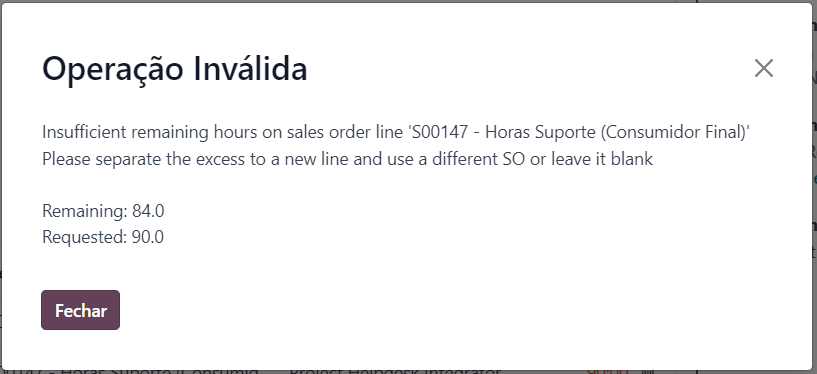 Operação Inválida
Insufficient remaining hours on sales order line 'S00147 - Horas Suporte (Consumidor Final)'
Please separate the excess to a new line and use a different SO or leave it blank
Remaining: 84.0
Requested: 90.0
Fechar